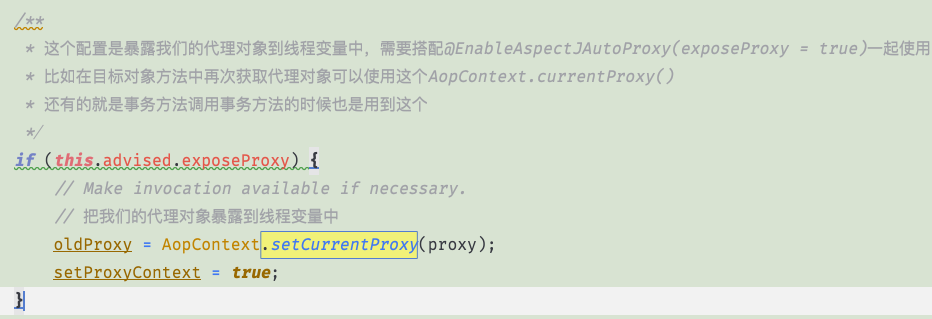 /**
* 这个配置是暴露我们的代理对象到线程变量中，需要搭配@EnableAspectJAutoProxy(exposeProxy = true)一起使用
* 比如在目标对象方法中再次获取代理对象可以使用这个AopContext.currentProxy()
* 还有的就是事务方法调用事务方法的时候也是用到这个
*/
if (this.advised.exposeProxy) {
// Make invocation available if necessary.
// 把我们的代理对象暴露到线程变量中
oldProxy = AopContext.setCurrentProxy(proxy);
setProxyContext = true;
}